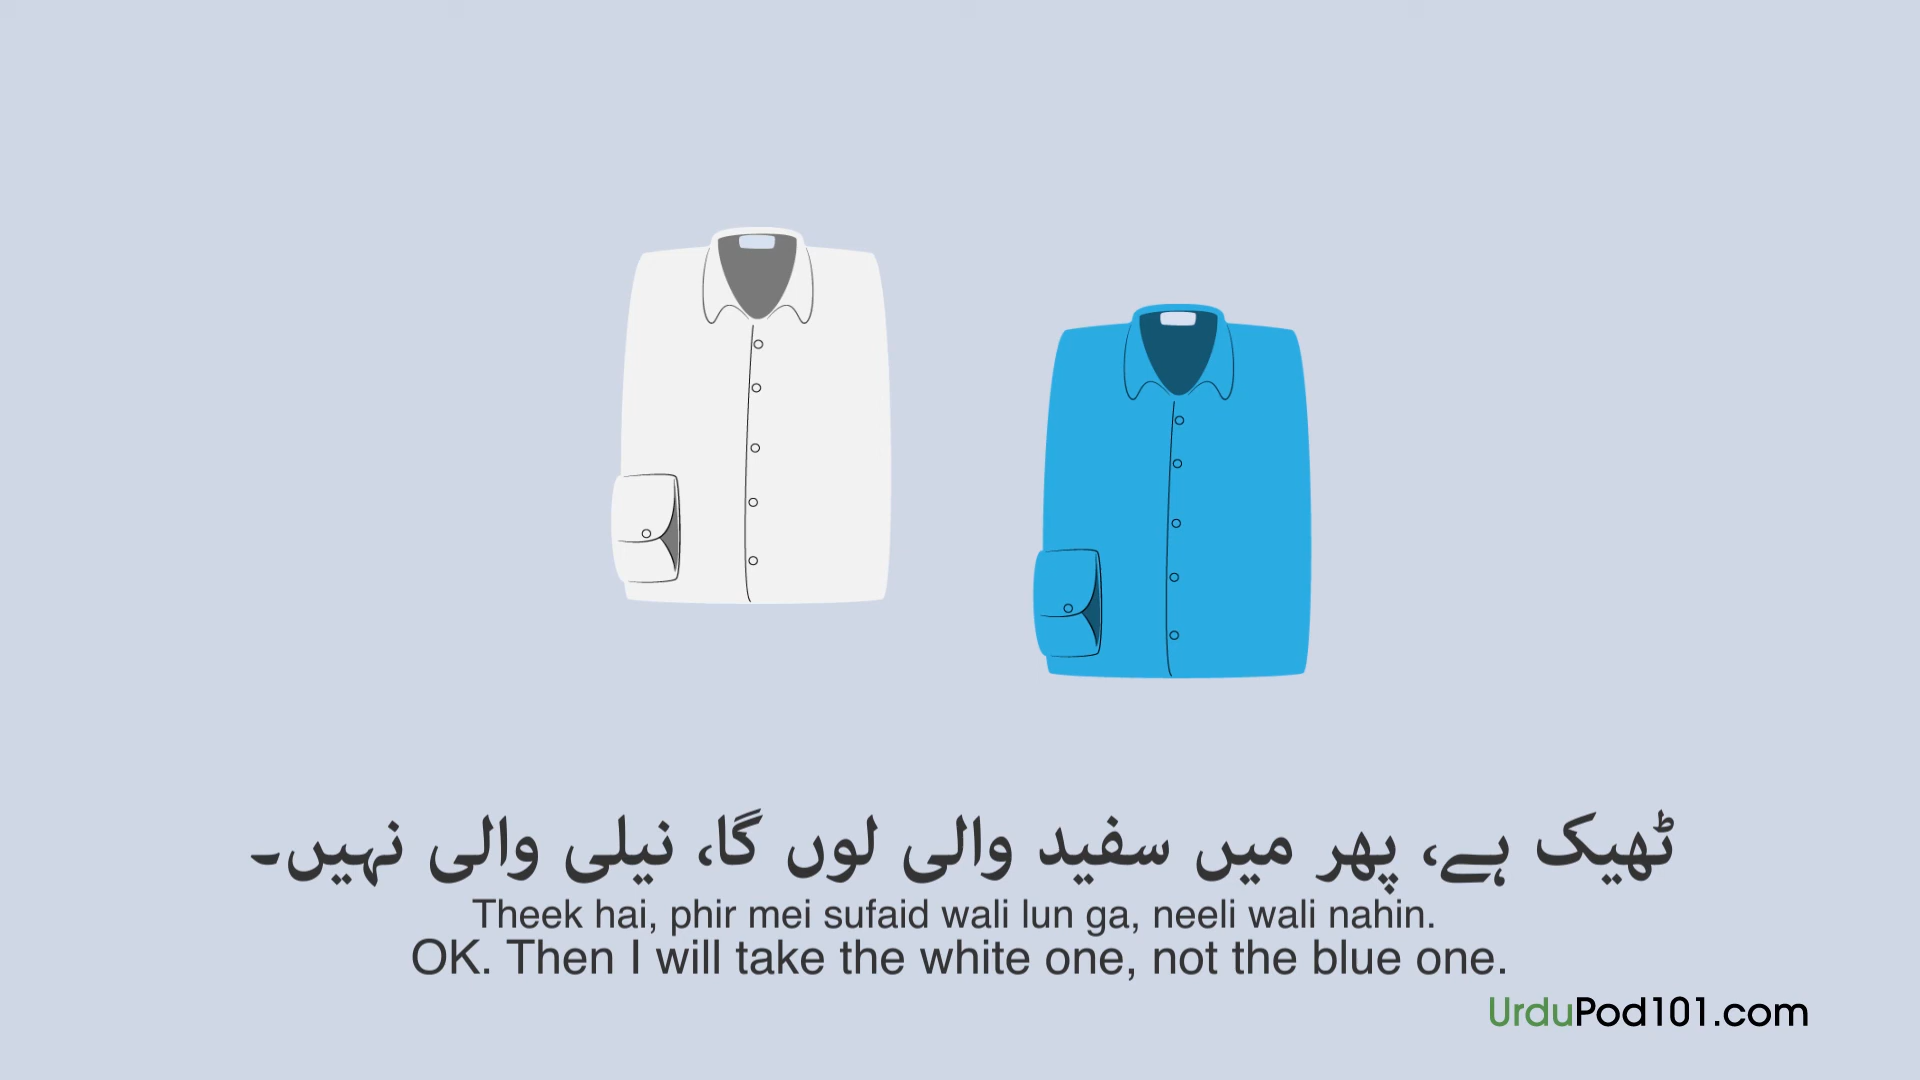 ٹھیک ہے، پھر میں سفید والی لوں گا، نیلی والی نہیں۔
Theek hai, phir mei sufaid wali lun ga, neeli wali nahin.
OK. Then I will take the white one, not the blue one.
UrduPod101.com